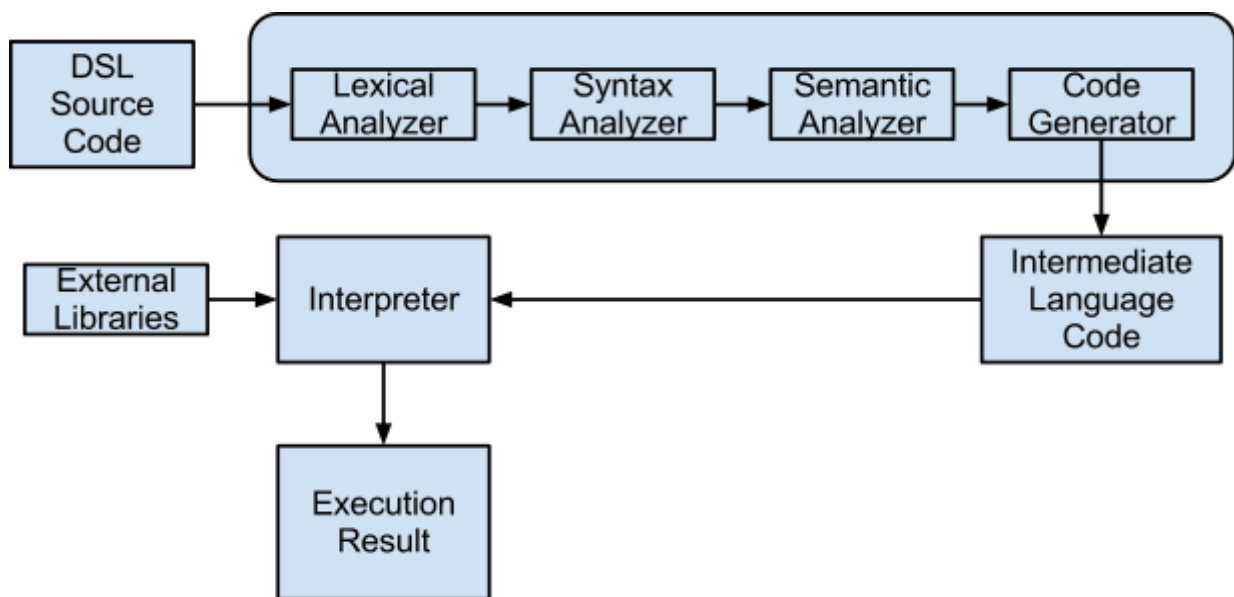 DSL
Source
Code
Lexical
Analyzer
Syntax
Analyzer
Semantic
Analyzer
Code
Generator
External
Libraries
Interpreter
Intermediate
Language
Code
Execution
Result